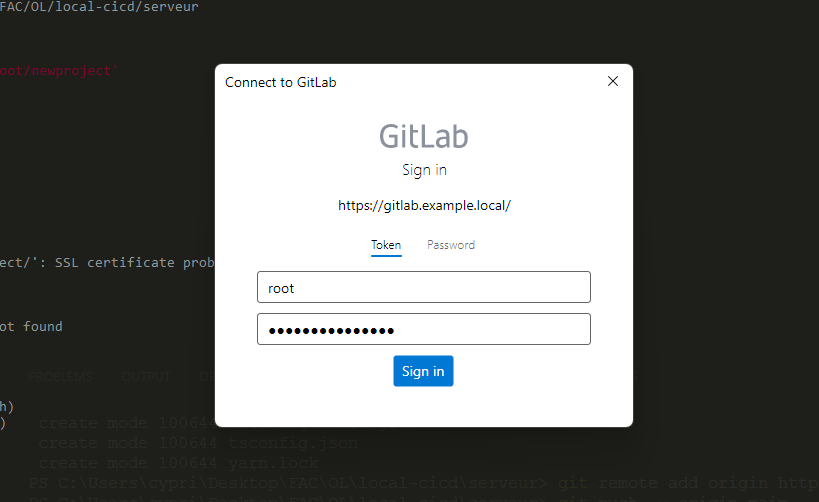 FAC/OL/local-cicd/serveur
oot/newproject'
Connect to GitLab
GitLab
Sign in
https://gitlab.example.local/
Token Password
root
ect/': SSL certificate prob
ot found
Sign in
PROBLEMS OUTPUT
h)
) create mode 100644
create mode 100644 tsconfig.json
create mode 100644 yarn.lock
PS C:\Users\cypri\Desktop\FAC\OL\local-cicd\serveur> git remote add origin http